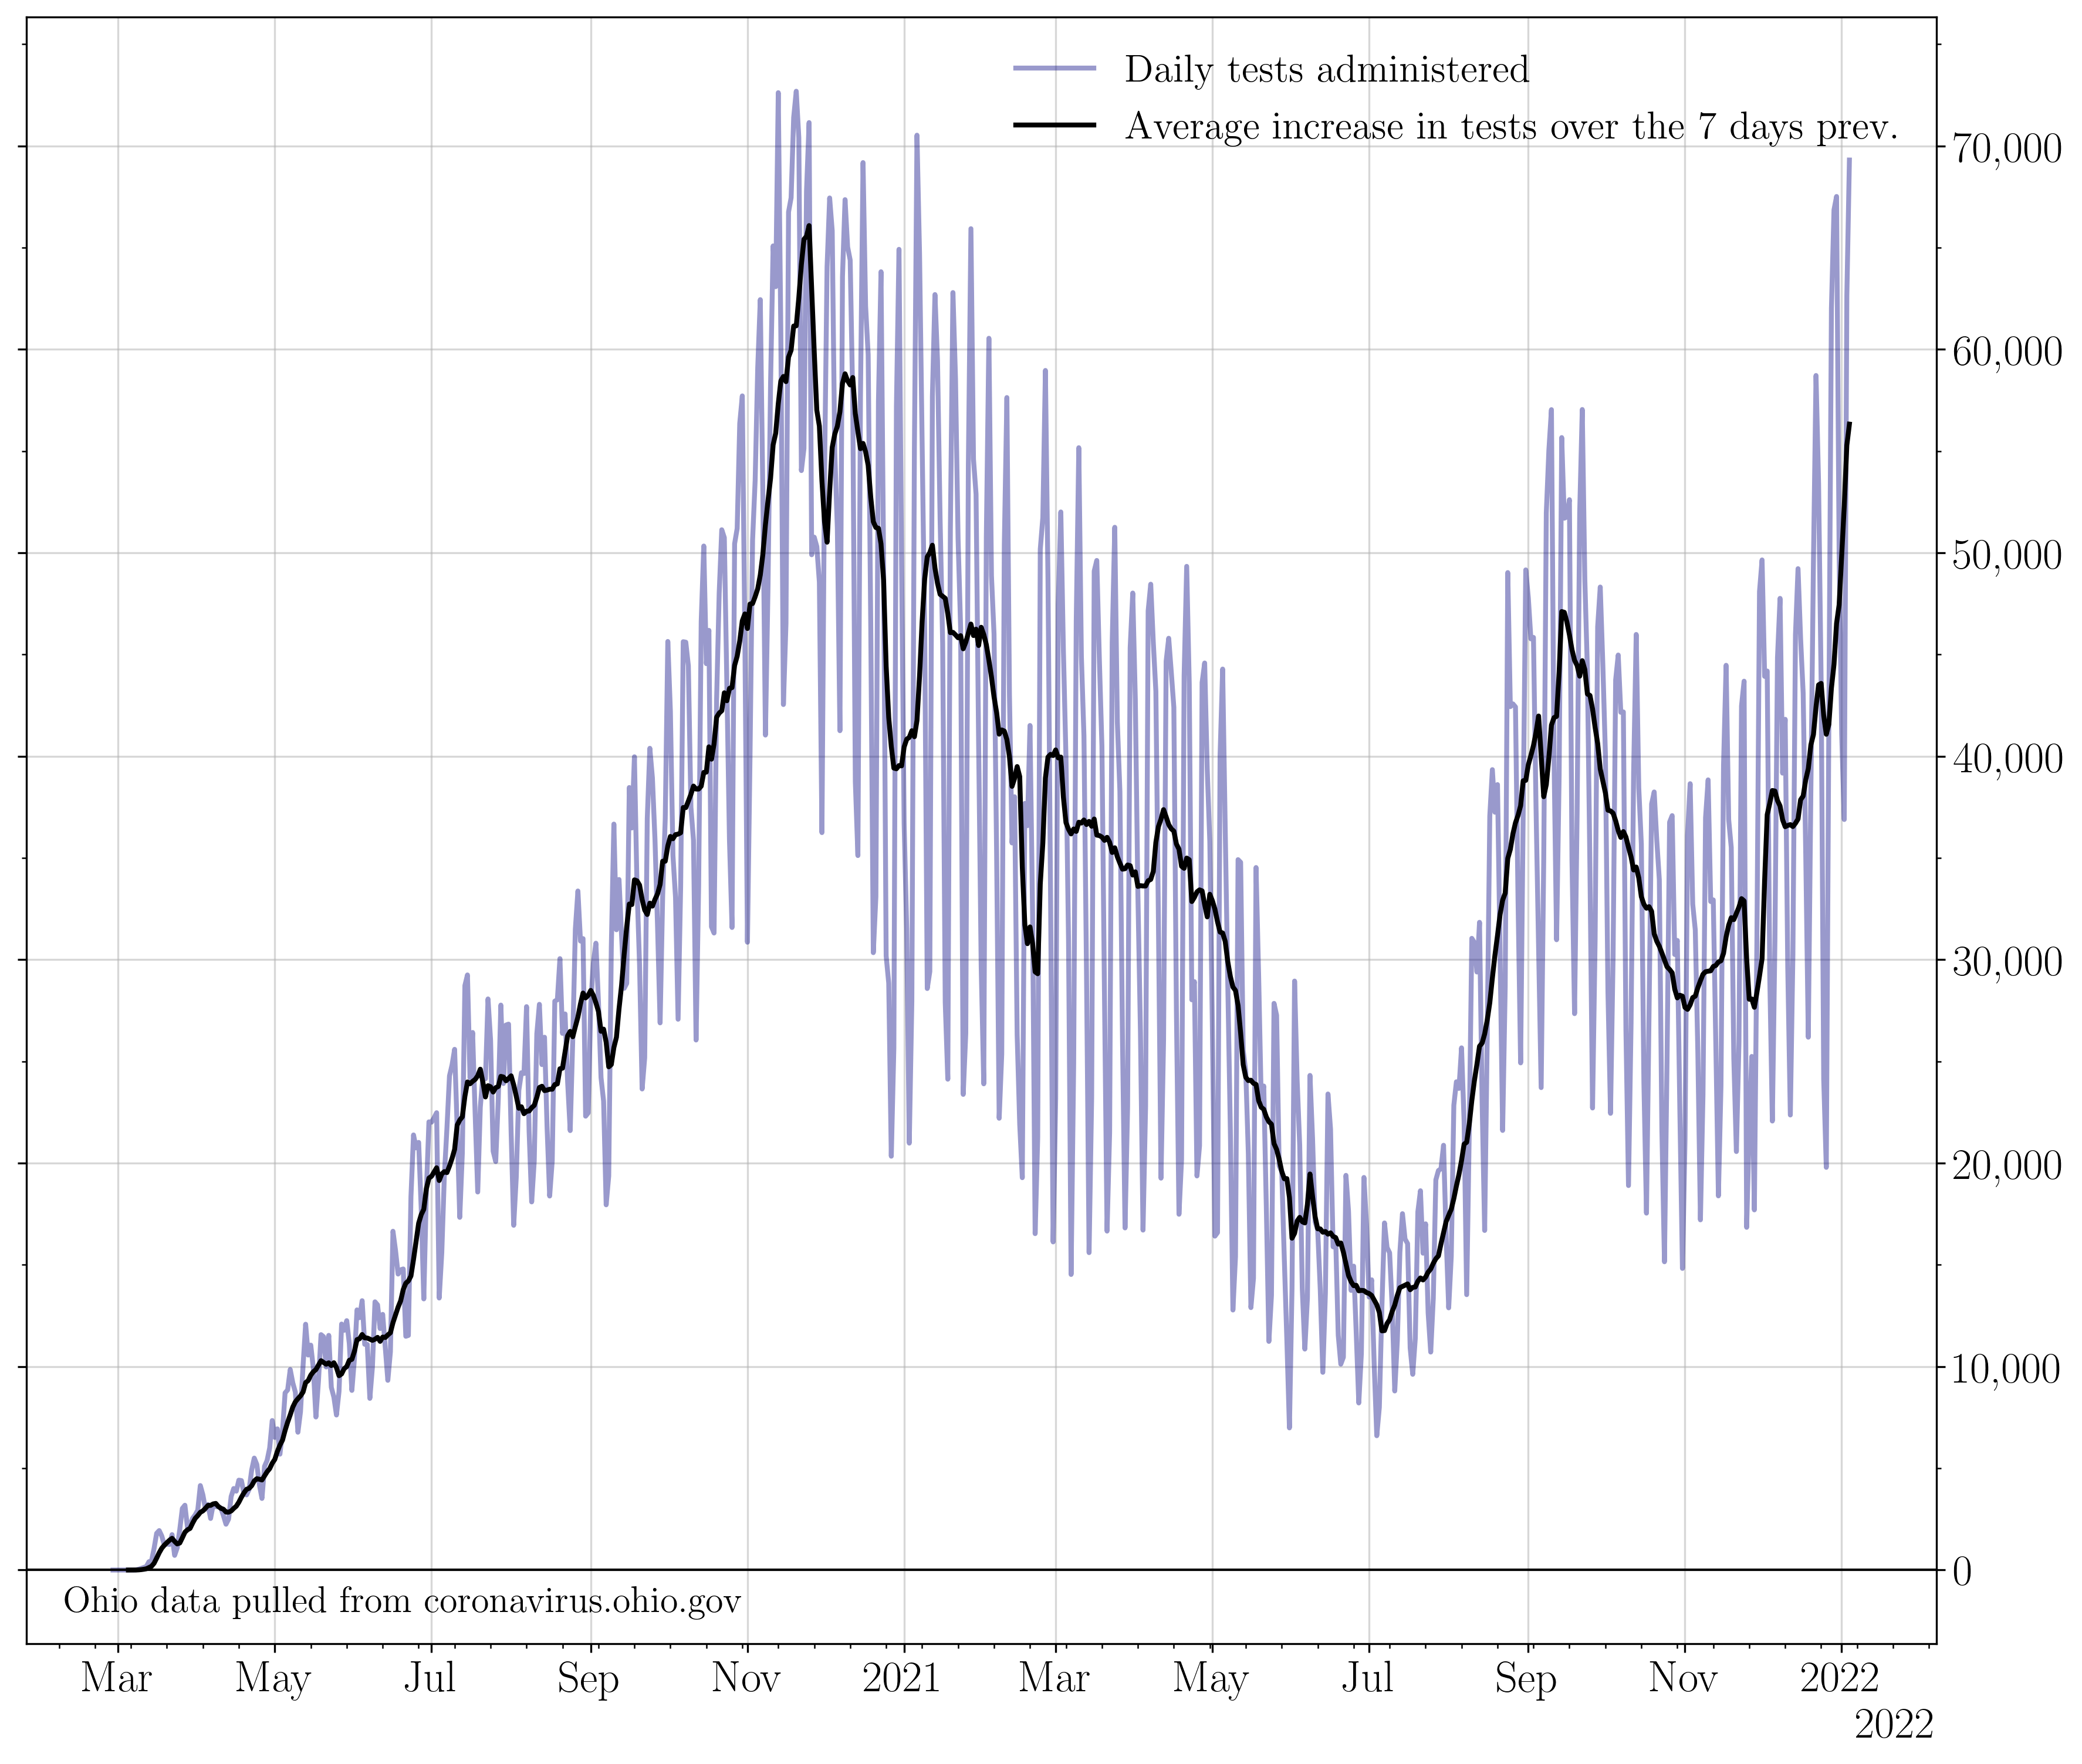 Daily tests administered
Average increase in tests over the 7 days prev.
70,000
60,000
50,000
40,000
30,000
20,000
10,000
0
Ohio data pulled from coronavirus.ohio.gov
Mar May Jul Sep Nov 2021 Mar May Jul Sep Nov 2022
2022